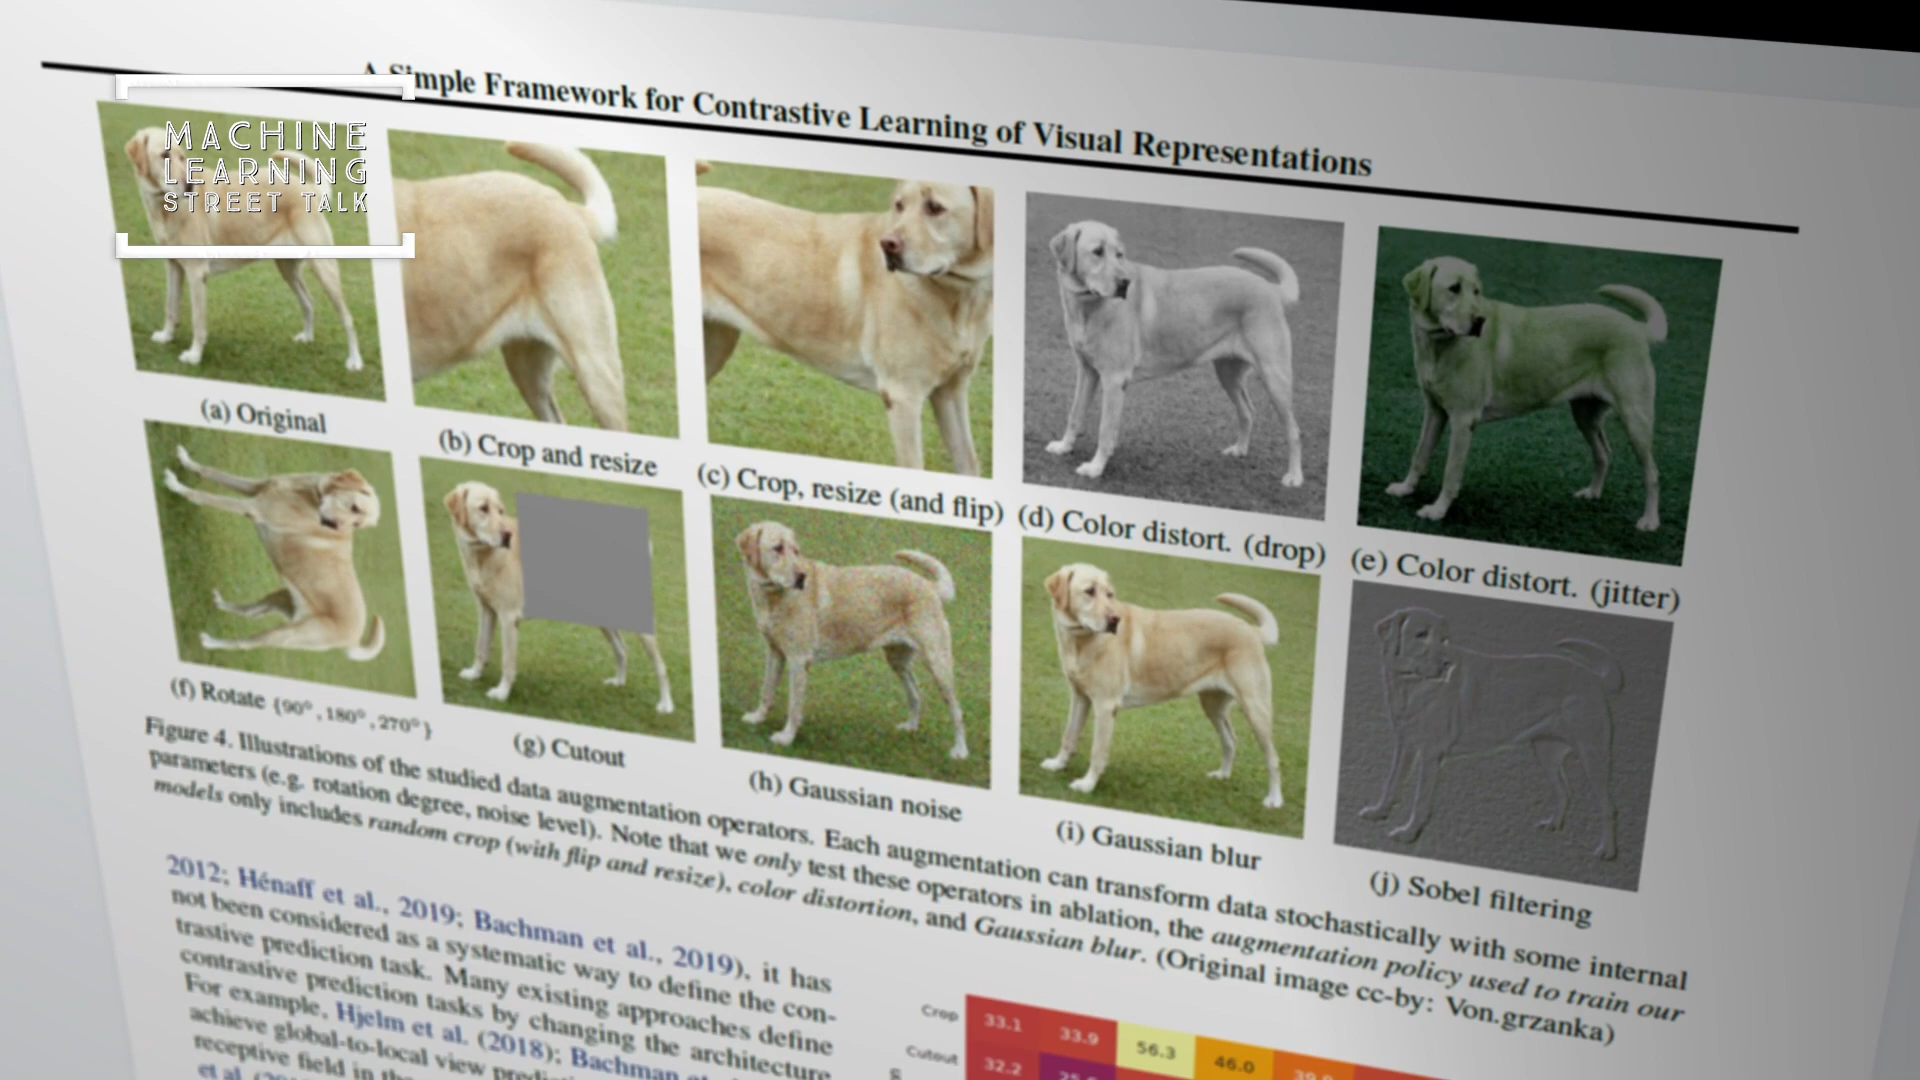 A Simple Framework for Contrastive Learning of Visual Representations
MACHINE
LEARNING
STREET TALK
(a) Original
(b) Crop and resize
(c) Crop, resize (and flip)
(d) Color distort. (drop)
(e) Color distort. (jitter)
(f) Rotate {90°, 180°, 270°}
(g) Cutout
(h) Gaussian noise
(i) Gaussian blur
(j) Sobel filtering
Figure 4. Illustrations of the studied data augmentation operators. Each augmentation can transform data stochastically with some internal
parameters (e.g. rotation degree, noise level). Note that we only test these operators in ablation, the augmentation policy used to train our
models only includes random crop (with flip and resize), color distortion, and Gaussian blur. (Original image cc-by: Von.grzanka)
2012; Hénaff et al., 2019; Bachman et al., 2019), it has
not been considered as a systematic way to define the con-
trastive prediction task. Many existing approaches define
contrastive prediction tasks by changing the architecture
For example, Hjelm et al. (2018); Bachman
achieve global-to-local view
receptive field in the
et al.
Crop 33.1 33.9 56.3 46.0
Cutout 32.2